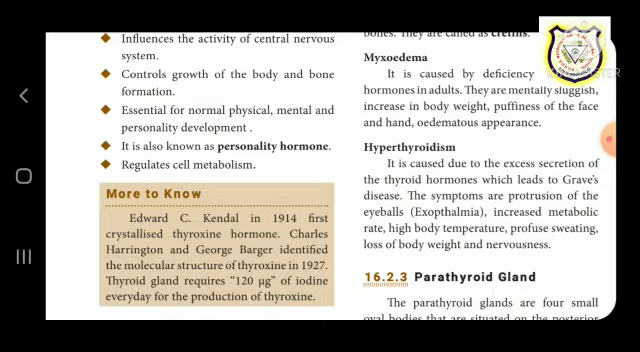 Influences the activity of central nervous
system.
Controls growth of the body and bone
formation.
Essential for normal physical, mental and
personality development .
It is also known as personality hormone.
Regulates cell metabolism.
More to Know
Edward C. Kendal in 1914 first
crystallised thyroxine hormone. Charles
Harrington and George Barger identified
the molecular structure of thyroxine in 1927.
Thyroid gland requires “120 µg” of iodine
everyday for the production of thyroxine.
bones. They are called as cretins.
Myxoedema
It is caused by deficiency
hormones in adults. They are mentally sluggish,
increase in body weight, puffiness of the face
and hand, oedematous appearance.
Hyperthyroidism
It is caused due to the excess secretion of
the thyroid hormones which leads to Grave’s
disease. The symptoms are protrusion of the
eyeballs (Exopthalmia), increased metabolic
rate, high body temperature, profuse sweating,
loss of body weight and nervousness.
16.2.3 Parathyroid Gland
The parathyroid glands are four small
oval bodies that are situated on the posterior